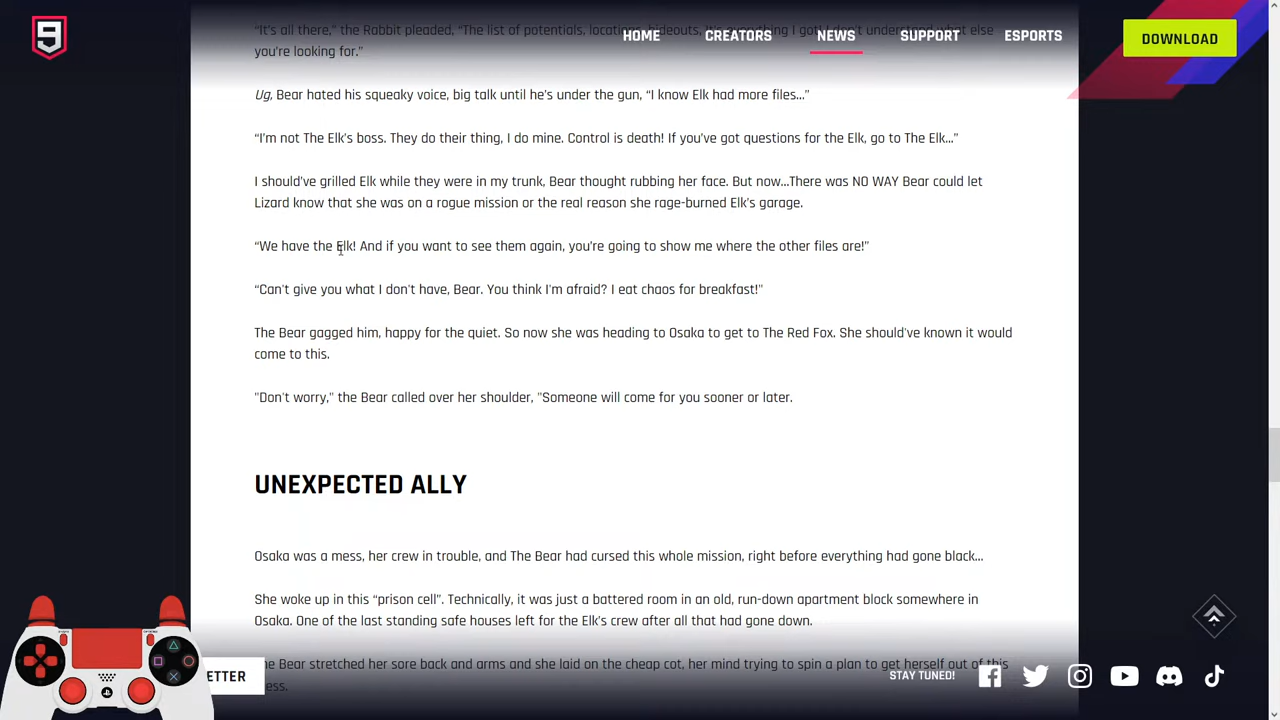 "It's all there," the Rabbit pleaded, "The list of potentials, locations, hideouts.
you're looking for."
HOME
CREATORS
NEWS
SUPPORT
ESPORTS
DOWNLOAD
Ug, Bear hated his squeaky voice, big talk until he's under the gun, “I know Elk had more files…”
“I'm not The Elk's boss. They do their thing, I do mine. Control is death! If you've got questions for the Elk, go to The Elk…”
I should've grilled Elk while they were in my trunk, Bear thought rubbing her face. But now…There was NO WAY Bear could let
Lizard know that she was on a rogue mission or the real reason she rage-burned Elk's garage.
“We have the Elk! And if you want to see them again, you're going to show me where the other files are!”
“Can't give you what I don't have, Bear. You think I'm afraid? I eat chaos for breakfast!"
The Bear gagged him, happy for the quiet. So now she was heading to Osaka to get to The Red Fox. She should've known it would
come to this.
"Don't worry," the Bear called over her shoulder, "Someone will come for you sooner or later.
UNEXPECTED ALLY
Osaka was a mess, her crew in trouble, and The Bear had cursed this whole mission, right before everything had gone black…
She woke up in this “prison cell”. Technically, it was just a battered room in an old, run-down apartment block somewhere in
Osaka. One of the last standing safe houses left for the Elk's crew after all that had gone down.
The Bear stretched her sore back and arms and she laid on the cheap cot, her mind trying to spin a plan to get herself out of this
mess.
ETTER
STAY TUNED!